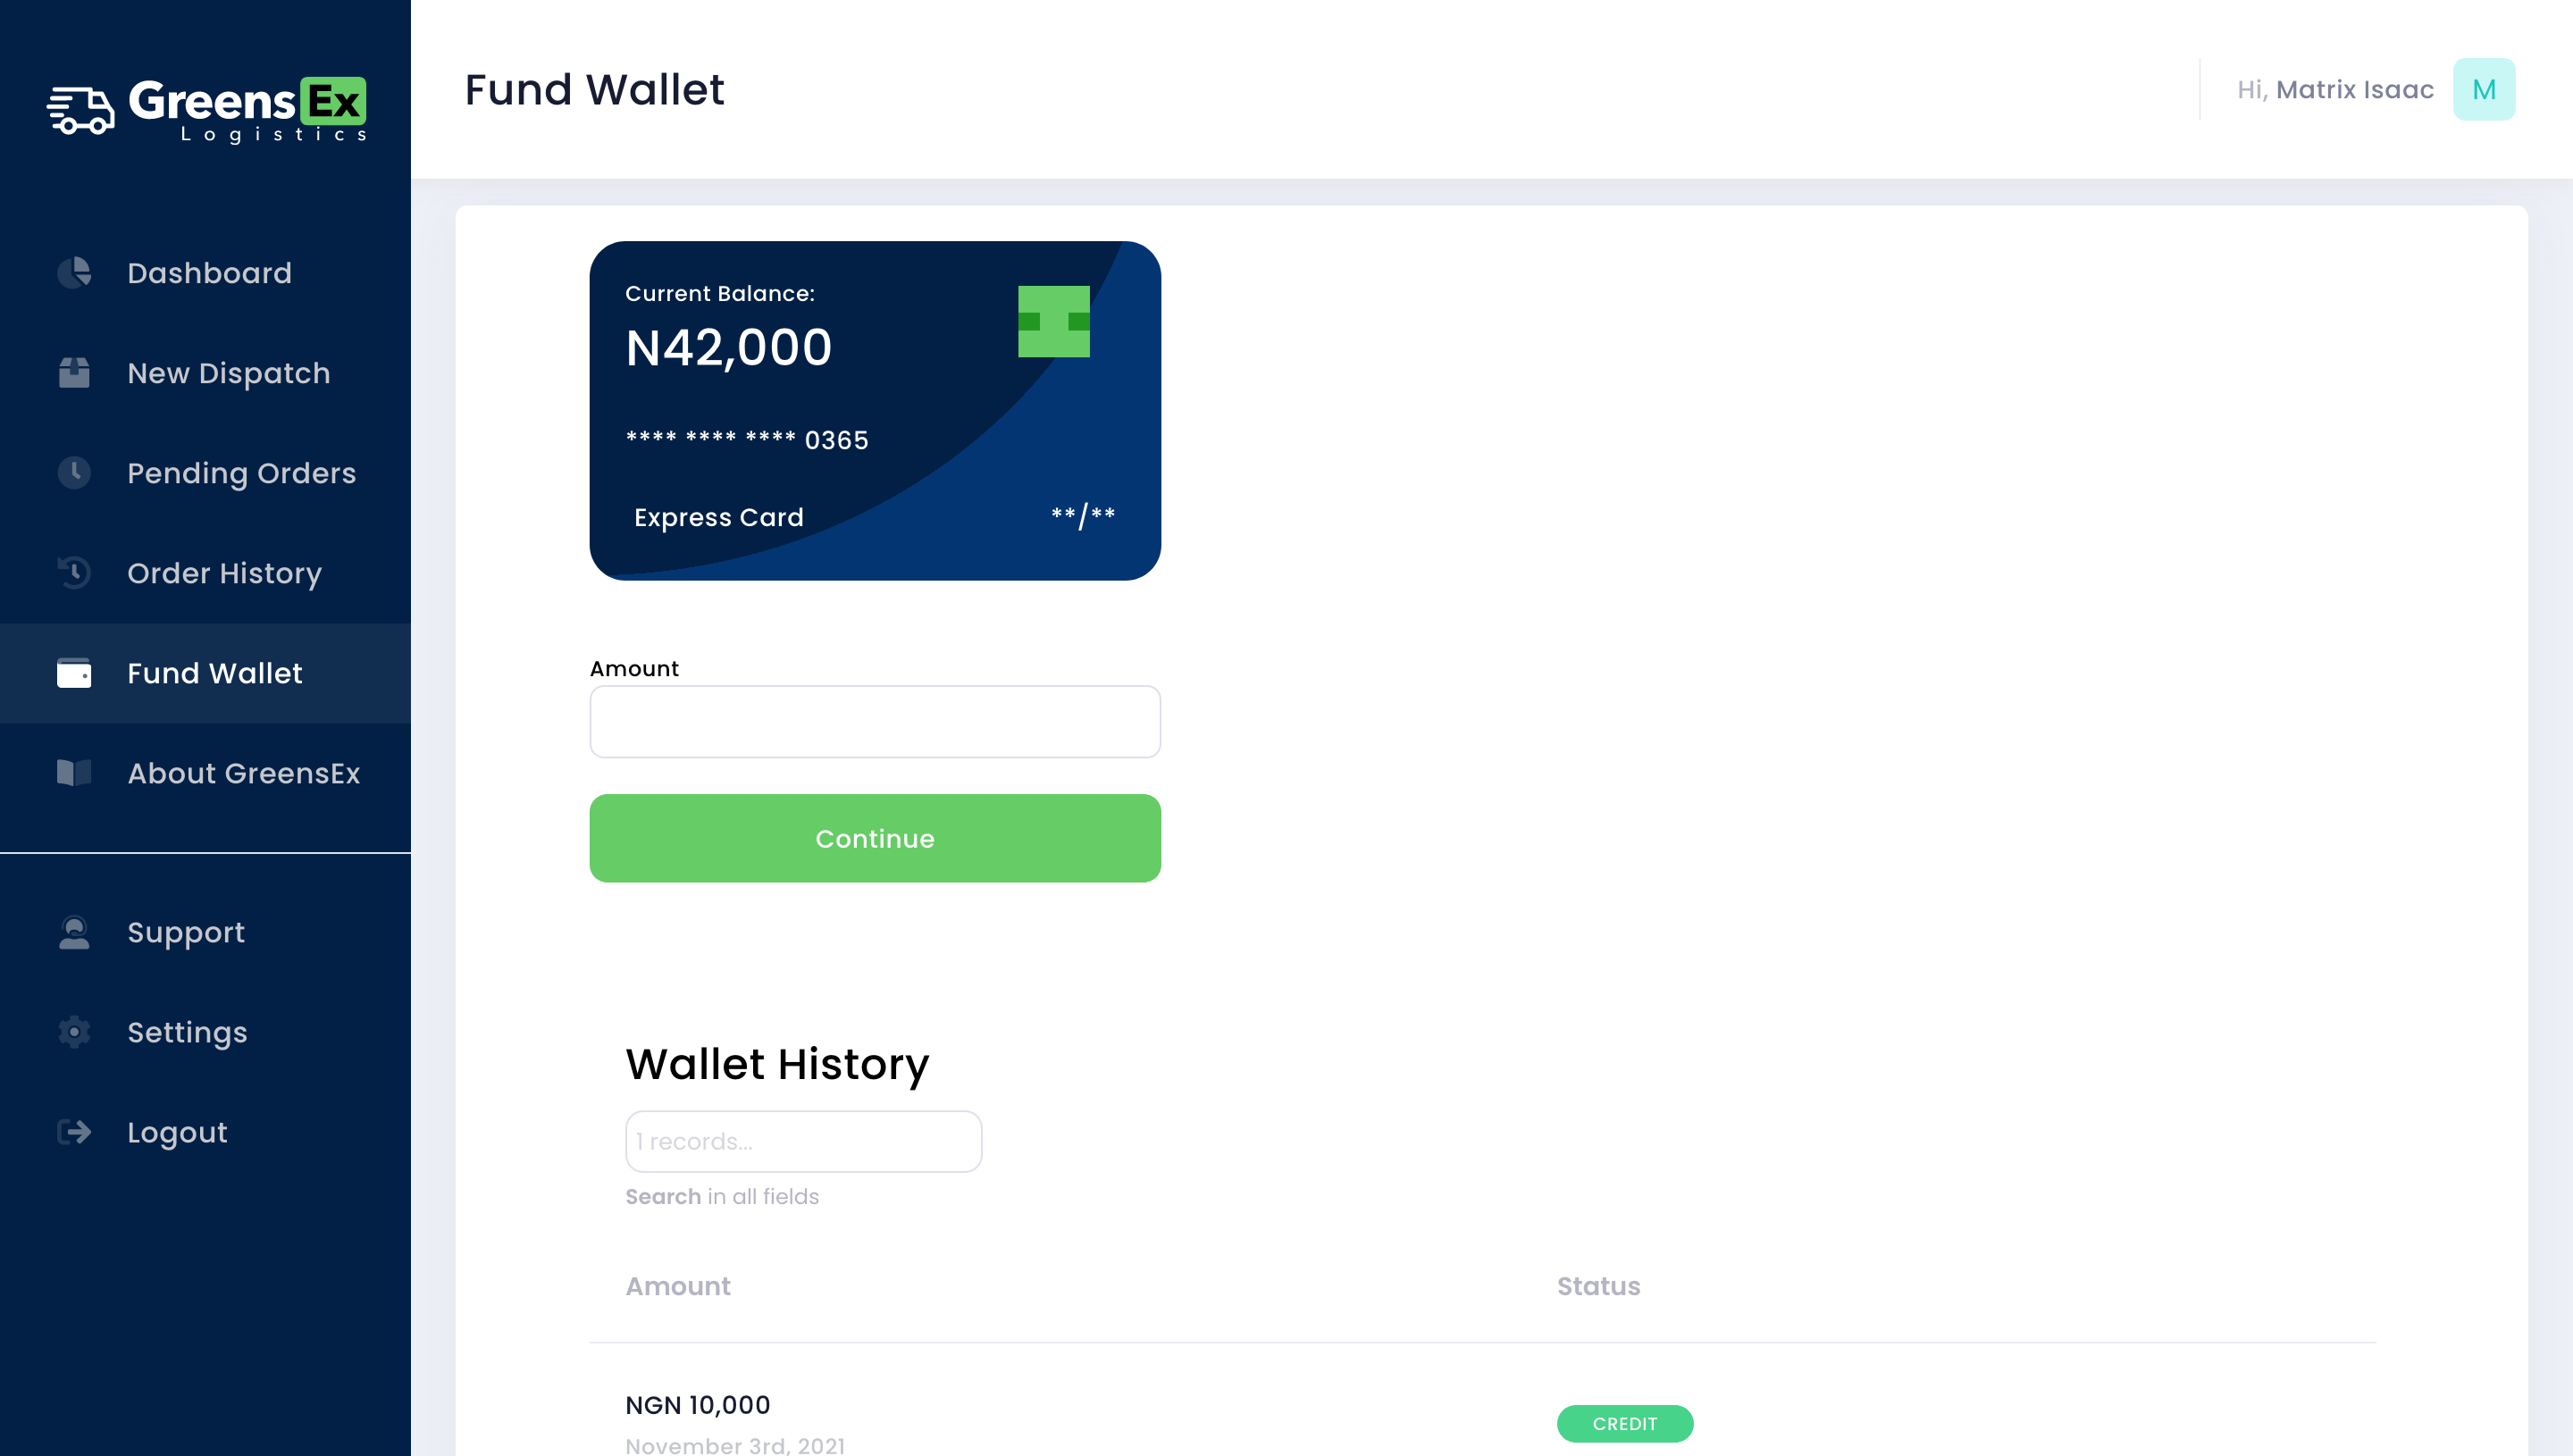 GreensEx
Logistics
Dashboard
New Dispatch
Pending Orders
Order History
Fund Wallet
About GreensEx
Support
Settings
Logout
Fund Wallet
Hi, Matrix Isaac
M
Current Balance:
N42,000
**** **** **** 0365
Express Card
**/**
Amount
Continue
Wallet History
1 records...
Search in all fields
Amount
Status
NGN 10,000
CREDIT
November 3rd, 2021